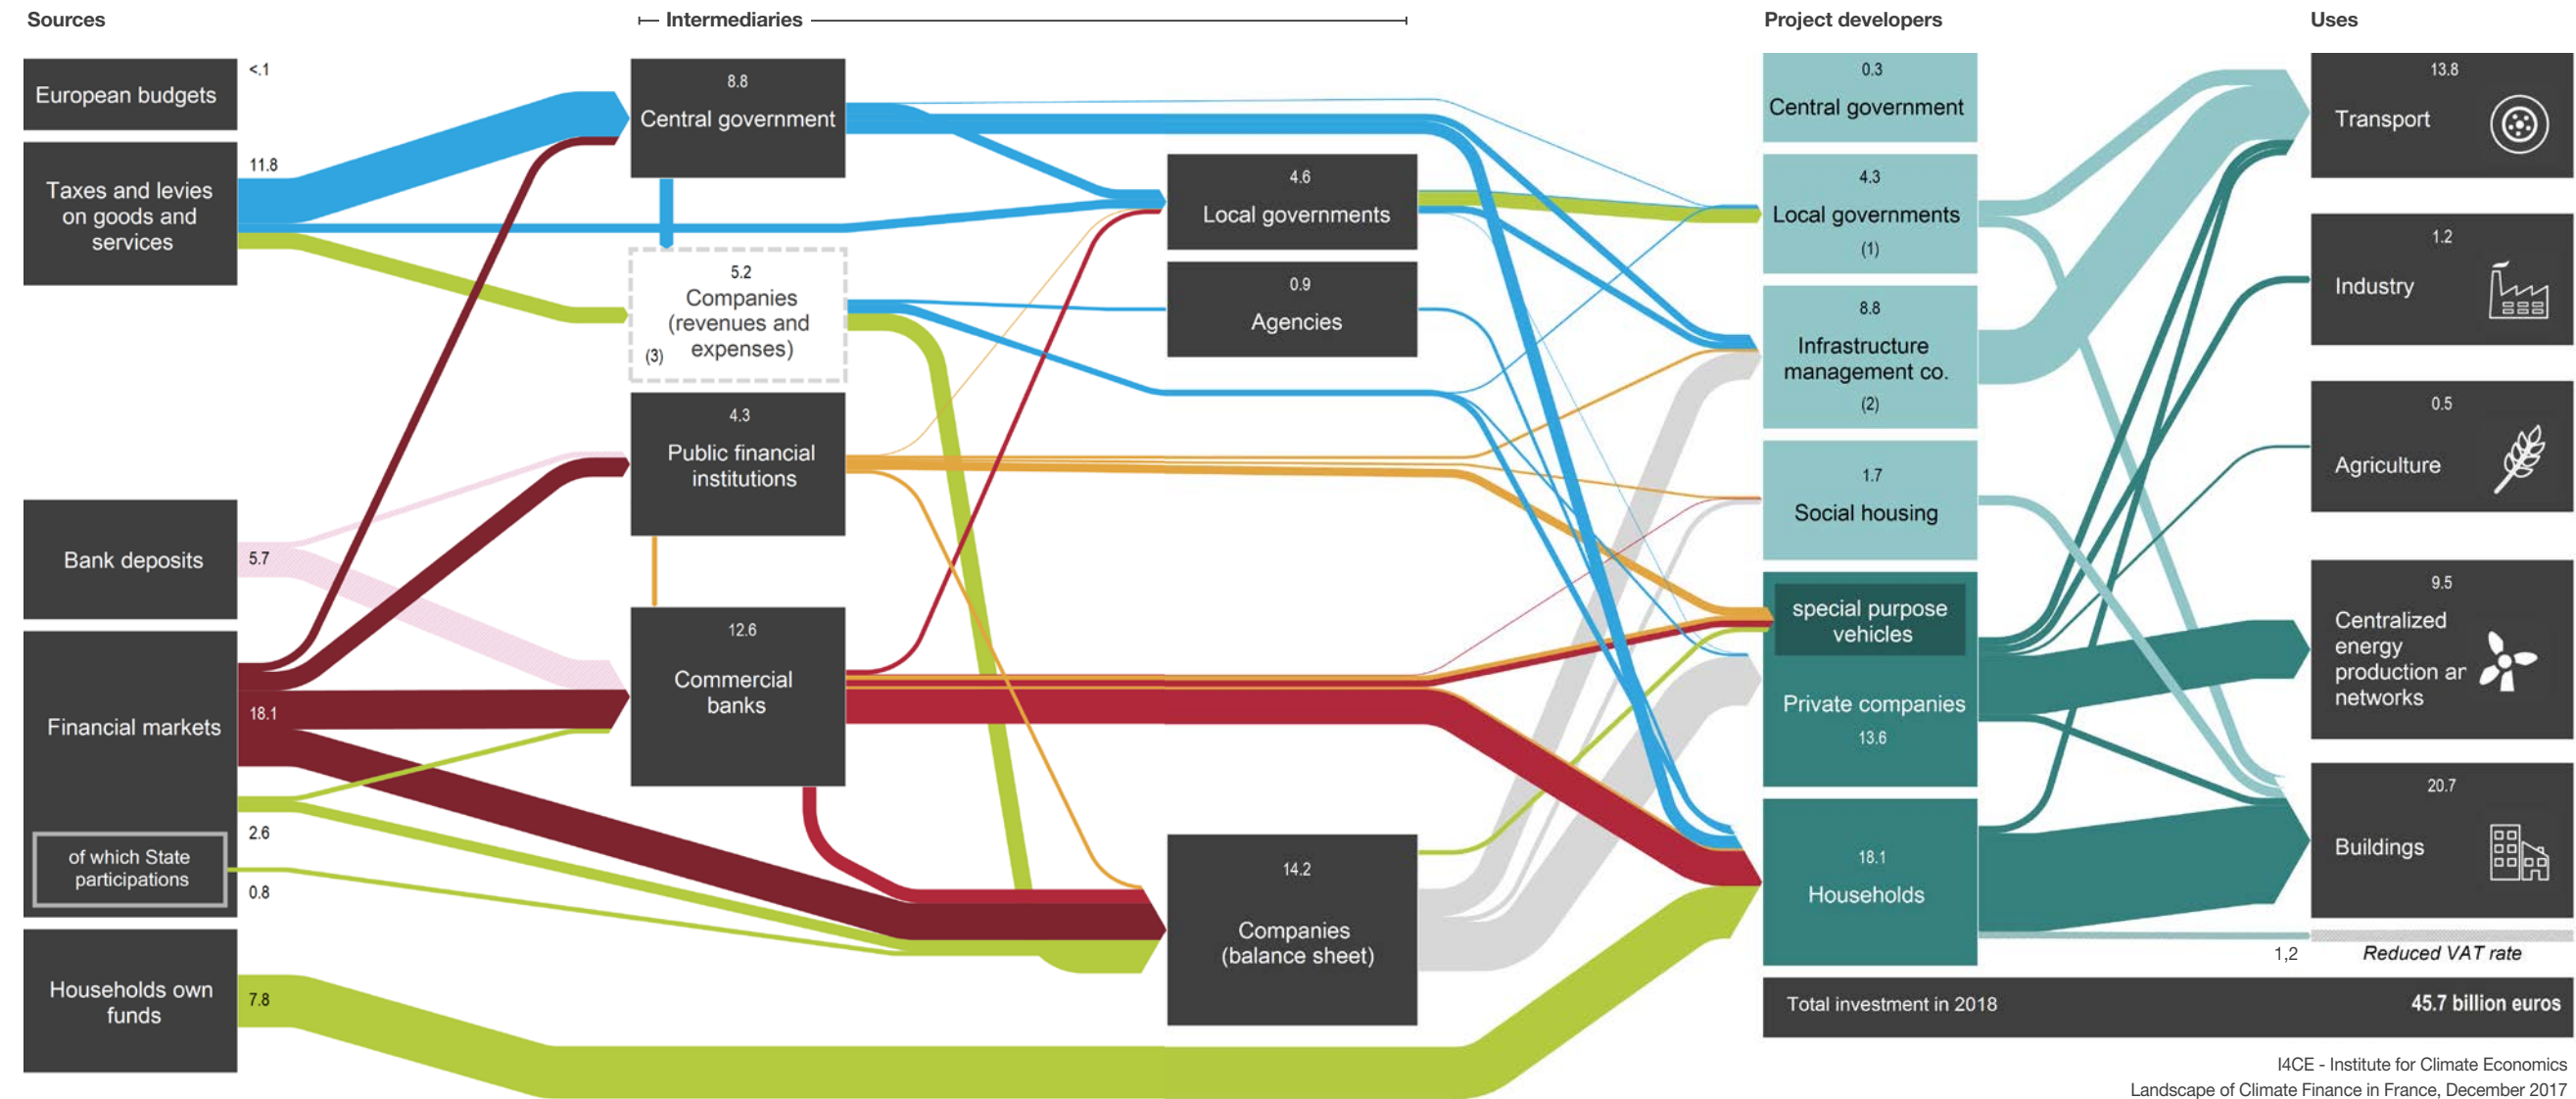 Sources
Intermediaries
Project developers
Uses
European budgets
<.1
Taxes and levies
on goods and
services
11.8
Bank deposits
5.7
Financial markets
18.1
2.6
of which State
participations
0.8
Households own
funds
7.8
8.8
Central government
5.2
Companies
(revenues and
expenses)
(3)
4.3
Public financial
institutions
12.6
Commercial
banks
4.6
Local governments
0.9
Agencies
14.2
Companies
(balance sheet)
0.3
Central government
4.3
Local governments
(1)
8.8
Infrastructure
management co.
(2)
1.7
Social housing
special purpose
vehicles
Private companies
13.6
18.1
Households
13.8
Transport
1.2
Industry
0.5
Agriculture
9.5
Centralized
energy
production ar
networks
20.7
Buildings
1,2
Reduced VAT rate
Total investment in 2018 45.7 billion euros
I4CE - Institute for Climate Economics
Landscape of Climate Finance in France, December 2017